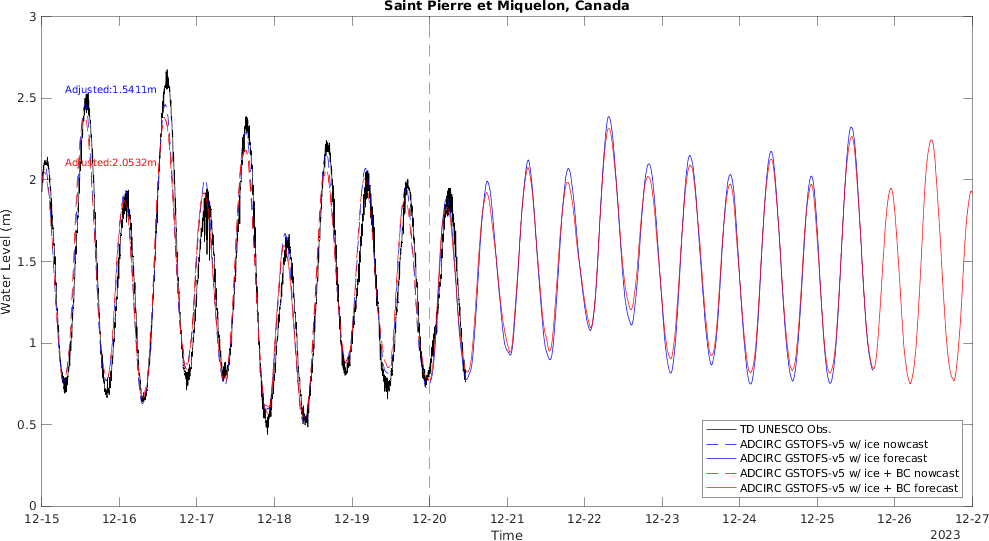 Saint Pierre et Miquelon, Canada
3
2.5
2
1.5
1
0.5
0
Water Level (m)
Adjusted:1.5411m
Adjusted:2.0532m
TD UNESCO Obs.
ADCIRC GSTOFS-v5 w/ ice nowcast
ADCIRC GSTOFS-v5 w/ ice forecast
ADCIRC GSTOFS-v5 w/ ice + BC nowcast
ADCIRC GSTOFS-v5 w/ ice + BC forecast
12-15 12-16 12-17 12-18 12-19 12-20 12-21 12-22 12-23 12-24 12-25 12-26 12-27
Time
2023